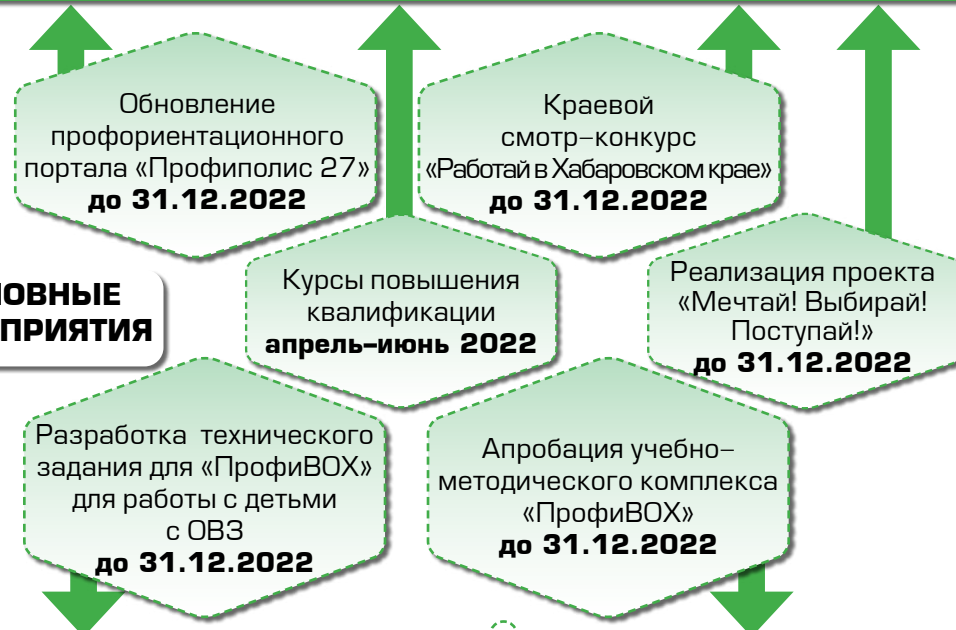 Обновление
профориентационного
портала «Профиполис 27»
до 31.12.2022
Краевой
смотр-конкурс
«Работай в Хабаровском крае»
до 31.12.2022
ОВНЫЕ
ПРИЯТИЯ
Курсы повышения
квалификации
апрель-июнь 2022
Реализация проекта
«Мечтай! Выбирай!
Поступай!»
до 31.12.2022
Разработка технического
задания для «ПрофиBOX»
для работы с детьми
с ОВЗ
до 31.12.2022
Апробация учебно-
методического комплекса
«ПрофиBOX»
до 31.12.2022